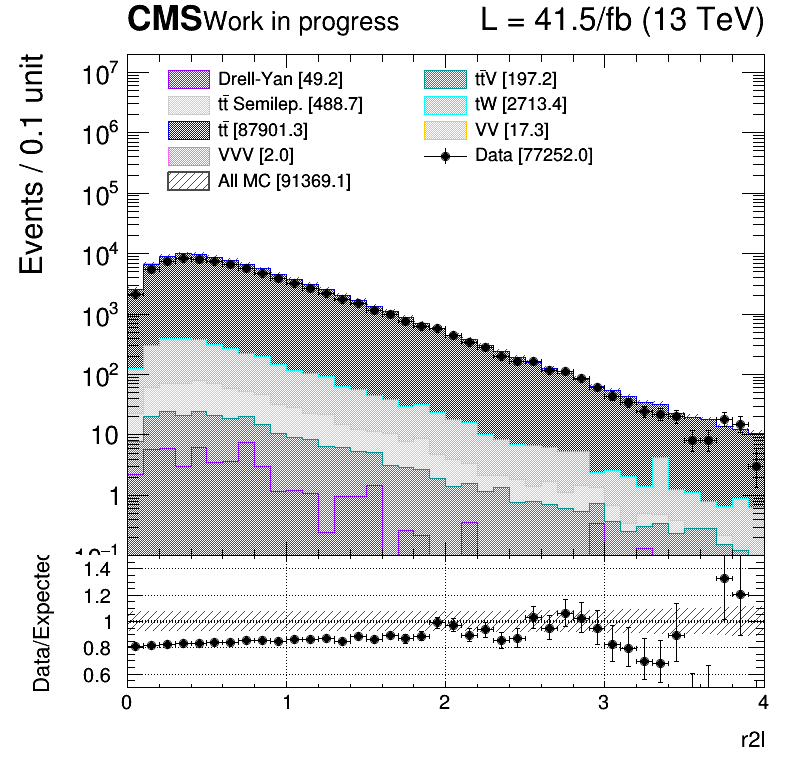 CMS Work in progress L = 41.5/fb (13 TeV)
Events / 0.1 unit
10⁷
10⁶
10⁵
10⁴
10³
10²
10
1
10⁻¹
Drell-Yan [49.2]
tt̄ Semilep. [488.7]
tt̄ [87901.3]
VVV [2.0]
All MC [91369.1]
tt̄V [197.2]
tW [2713.4]
VV [17.3]
Data [77252.0]
Data/Expected
1.4
1.2
1
0.8
0.6
0 1 2 3 4
r2l